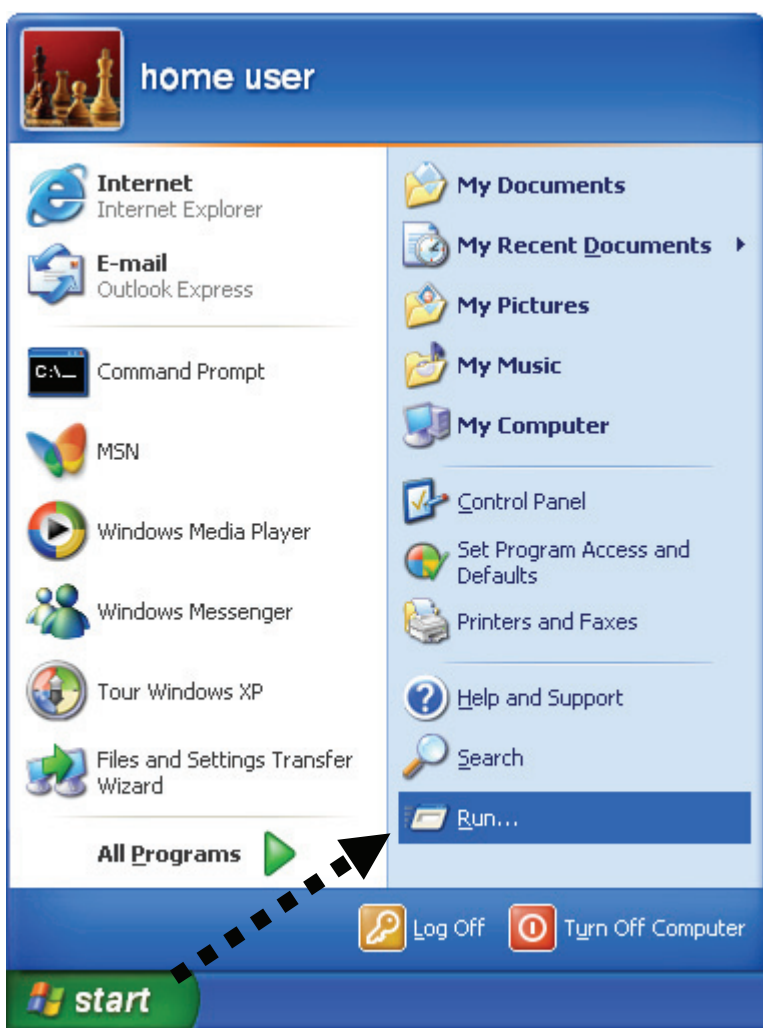 home user
Internet
Internet Explorer
E-mail
Outlook Express
C:\_
Command Prompt
MSN
Windows Media Player
Windows Messenger
Tour Windows XP
Files and Settings Transfer
Wizard
All Programs
My Documents
My Recent Documents
My Pictures
My Music
My Computer
Control Panel
Set Program Access and
Defaults
Printers and Faxes
Help and Support
Search
Run...
Log Off
Turn Off Computer
start